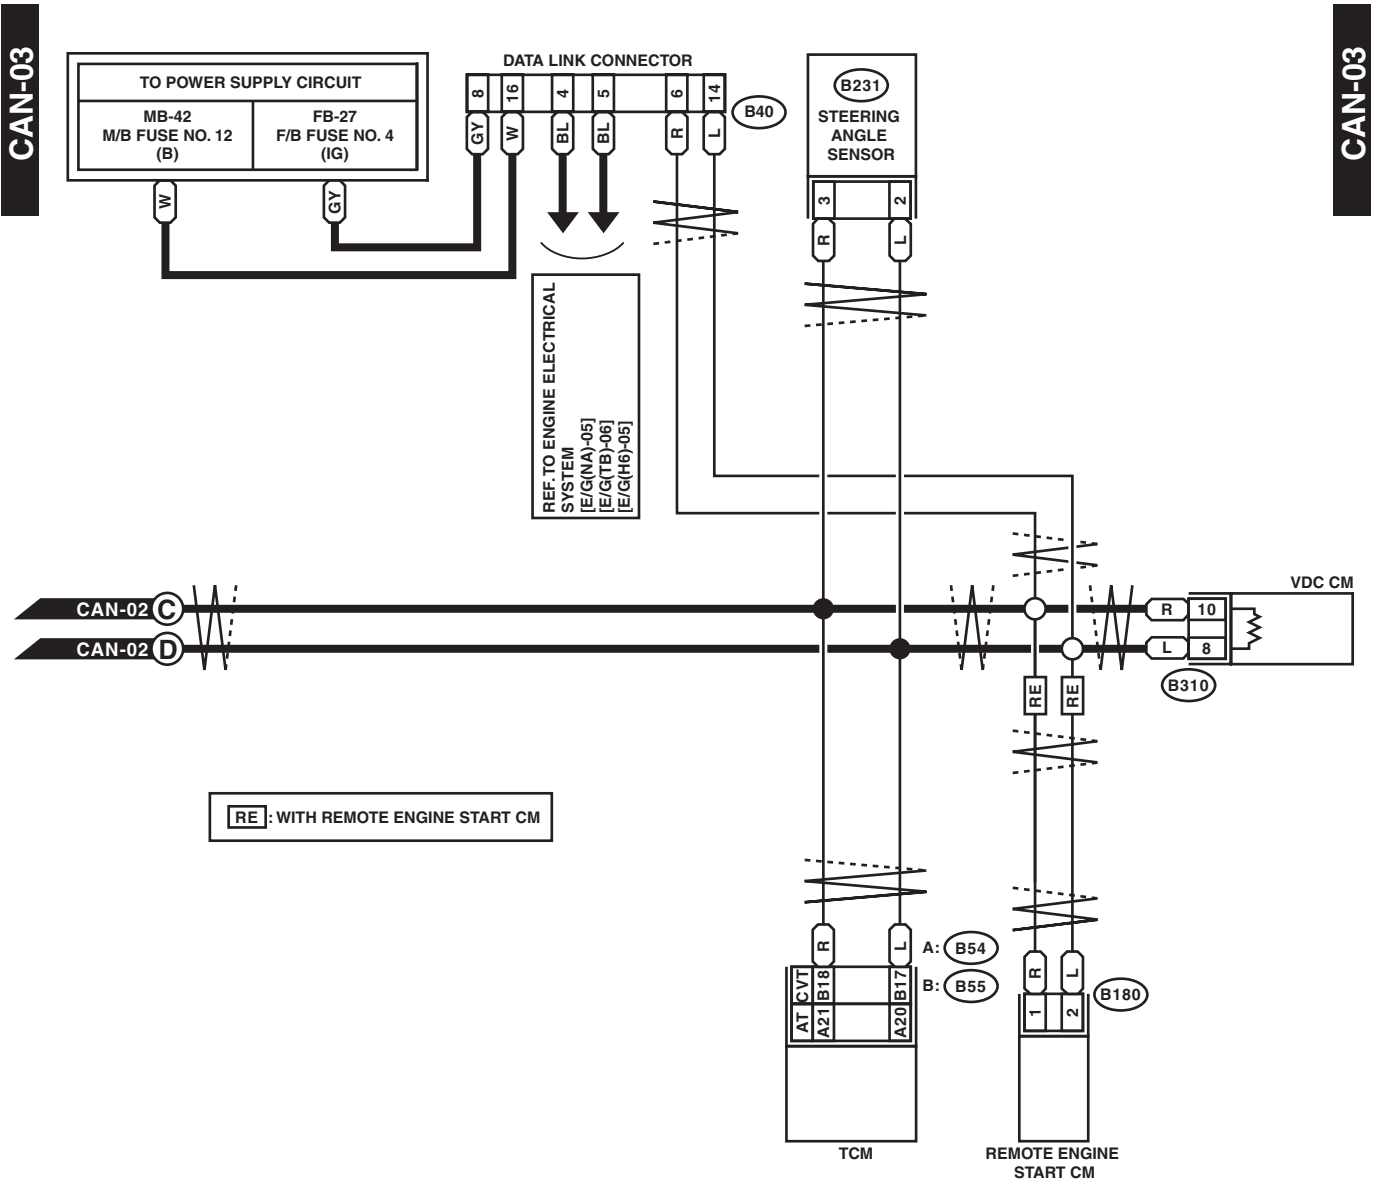 CAN-03
CAN-03
TO POWER SUPPLY CIRCUIT
MB-42
M/B FUSE NO. 12
(B)
FB-27
F/B FUSE NO. 4
(IG)
W
GY
DATA LINK CONNECTOR
8
16
4
5
6
14
B40
GY
W
BL
BL
R
L
B231
STEERING
ANGLE
SENSOR
3
2
R
L
REF. TO ENGINE ELECTRICAL
SYSTEM
[E/G(NA)-05]
[E/G(TB)-06]
[E/G(H6)-05]
CAN-02 C
CAN-02 D
VDC CM
R 10
L 8
B310
RE
RE
RE : WITH REMOTE ENGINE START CM
R
L
A: B54
B: B55
CVT B18 B17
AT A21 A20
TCM
R
L
B180
1
2
REMOTE ENGINE
START CM